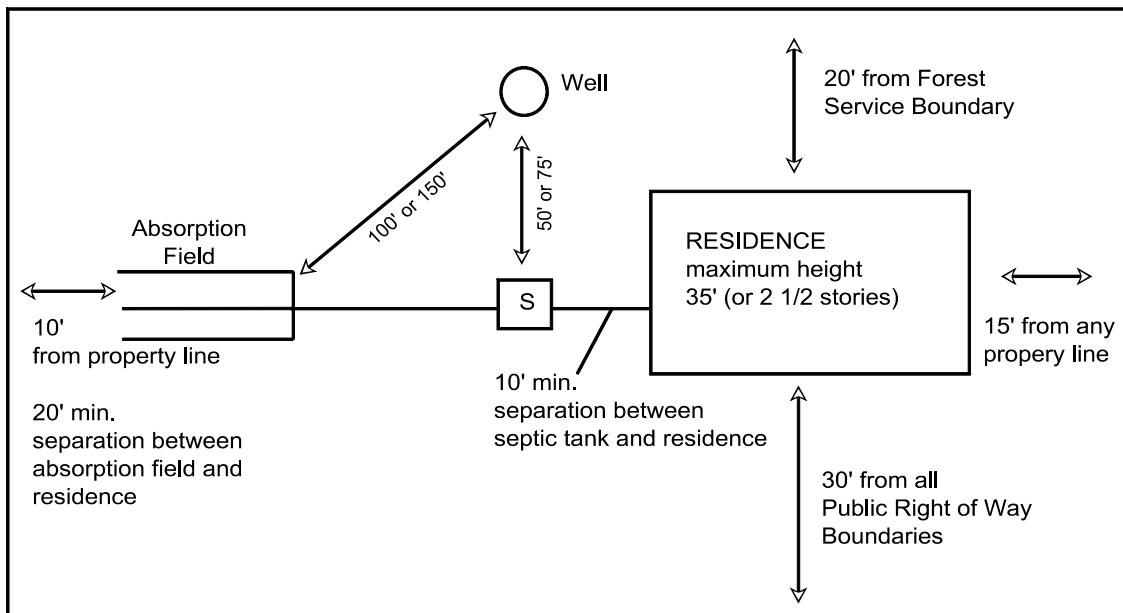 Well
20' from Forest
Service Boundary
100' or 150'
50' or 75'
Absorption
Field
RESIDENCE
maximum height
35' (or 2 1/2 stories)
S
10'
from property line
15' from any
propery line
10' min.
separation between
septic tank and residence
20' min.
separation between
absorption field and
residence
30' from all
Public Right of Way
Boundaries